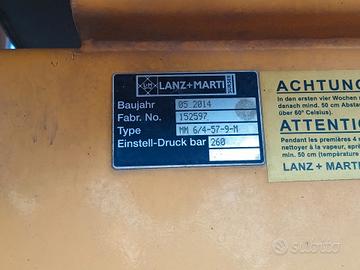 LANZ+MARTI
Baujahr 05 2014
Fabr. No. 152597
Type MM 6/4-57-9-M
Einstell-Druck bar 260
ACHTUNG
In den ersten vier Wochen
danach mind. 50 cm Abstand
über 60° Celsius).
ATTENTIO
Pendant les premières 4
nettoyer à la vapeur, après
min. 50 cm (température
LANZ + MARTI
subito